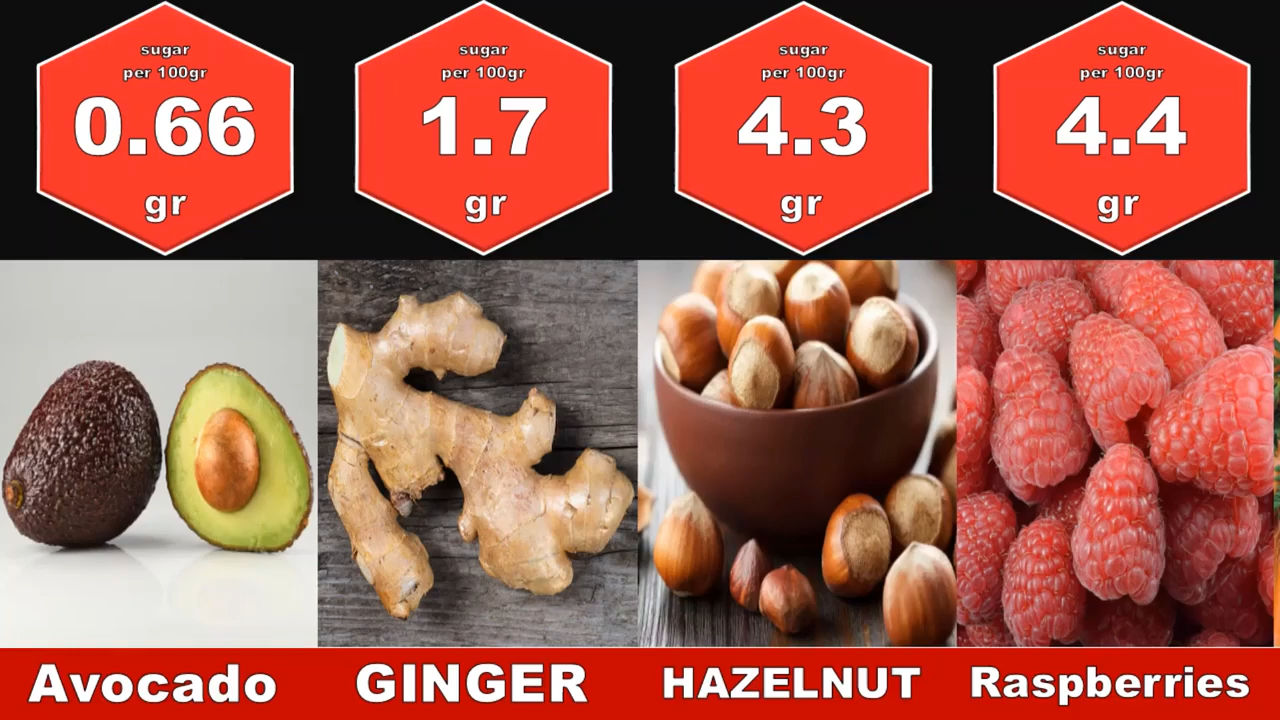 sugar
per 100gr
0.66
gr
sugar
per 100gr
1.7
gr
sugar
per 100gr
4.3
gr
sugar
per 100gr
4.4
gr
Avocado
GINGER
HAZELNUT
Raspberries